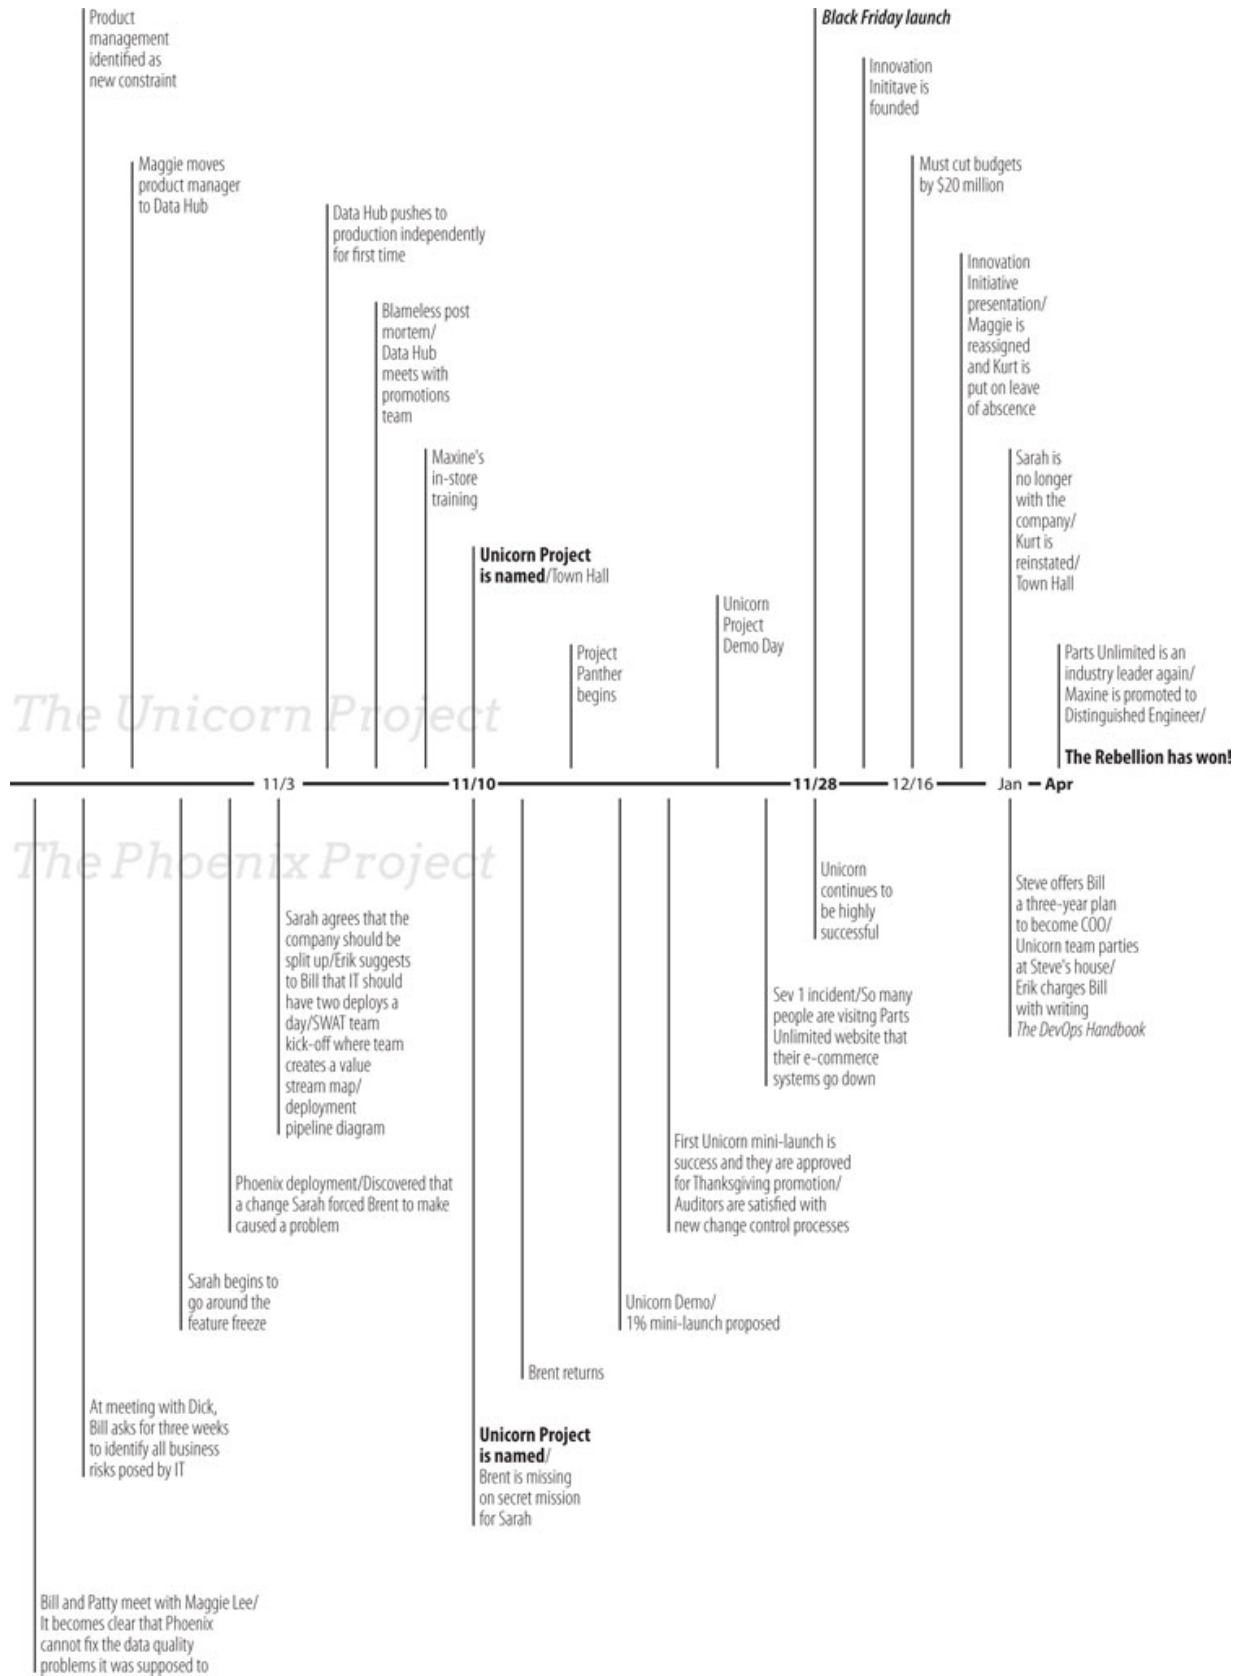 Product
management
identified as
new constraint
Maggie moves
product manager
to Data Hub
Data Hub pushes to
production independently
for first time
Blameless post
mortem/
Data Hub
meets with
promotions
team
Maxine's
in-store
training
Unicorn Project
is named/Town Hall
Project
Panther
begins
Unicorn
Project
Demo Day
Black Friday launch
Innovation
Inititave is
founded
Must cut budgets
by $20 million
Innovation
Initiative
presentation/
Maggie is
reassigned
and Kurt is
put on leave
of abscence
Sarah is
no longer
with the
company/
Kurt is
reinstated/
Town Hall
Parts Unlimited is an
industry leader again/
Maxine is promoted to
Distinguished Engineer/
The Rebellion has won!
The Unicorn Project
11/3 11/10 11/28 12/16 Jan Apr
The Phoenix Project
Bill and Patty meet with Maggie Lee/
It becomes clear that Phoenix
cannot fix the data quality
problems it was supposed to
At meeting with Dick,
Bill asks for three weeks
to identify all business
risks posed by IT
Sarah begins to
go around the
feature freeze
Phoenix deployment/Discovered that
a change Sarah forced Brent to make
caused a problem
Sarah agrees that the
company should be
split up/Erik suggests
to Bill that IT should
have two deploys a
day/SWAT team
kick-off where team
creates a value
stream map/
deployment
pipeline diagram
Unicorn Project
is named/
Brent is missing
on secret mission
for Sarah
Brent returns
Unicorn Demo/
1% mini-launch proposed
First Unicorn mini-launch is
success and they are approved
for Thanksgiving promotion/
Auditors are satisfied with
new change control processes
Sev 1 incident/So many
people are visitng Parts
Unlimited website that
their e-commerce
systems go down
Unicorn
continues to
be highly
successful
Steve offers Bill
a three-year plan
to become COO/
Unicorn team parties
at Steve's house/
Erik charges Bill
with writing
The DevOps Handbook